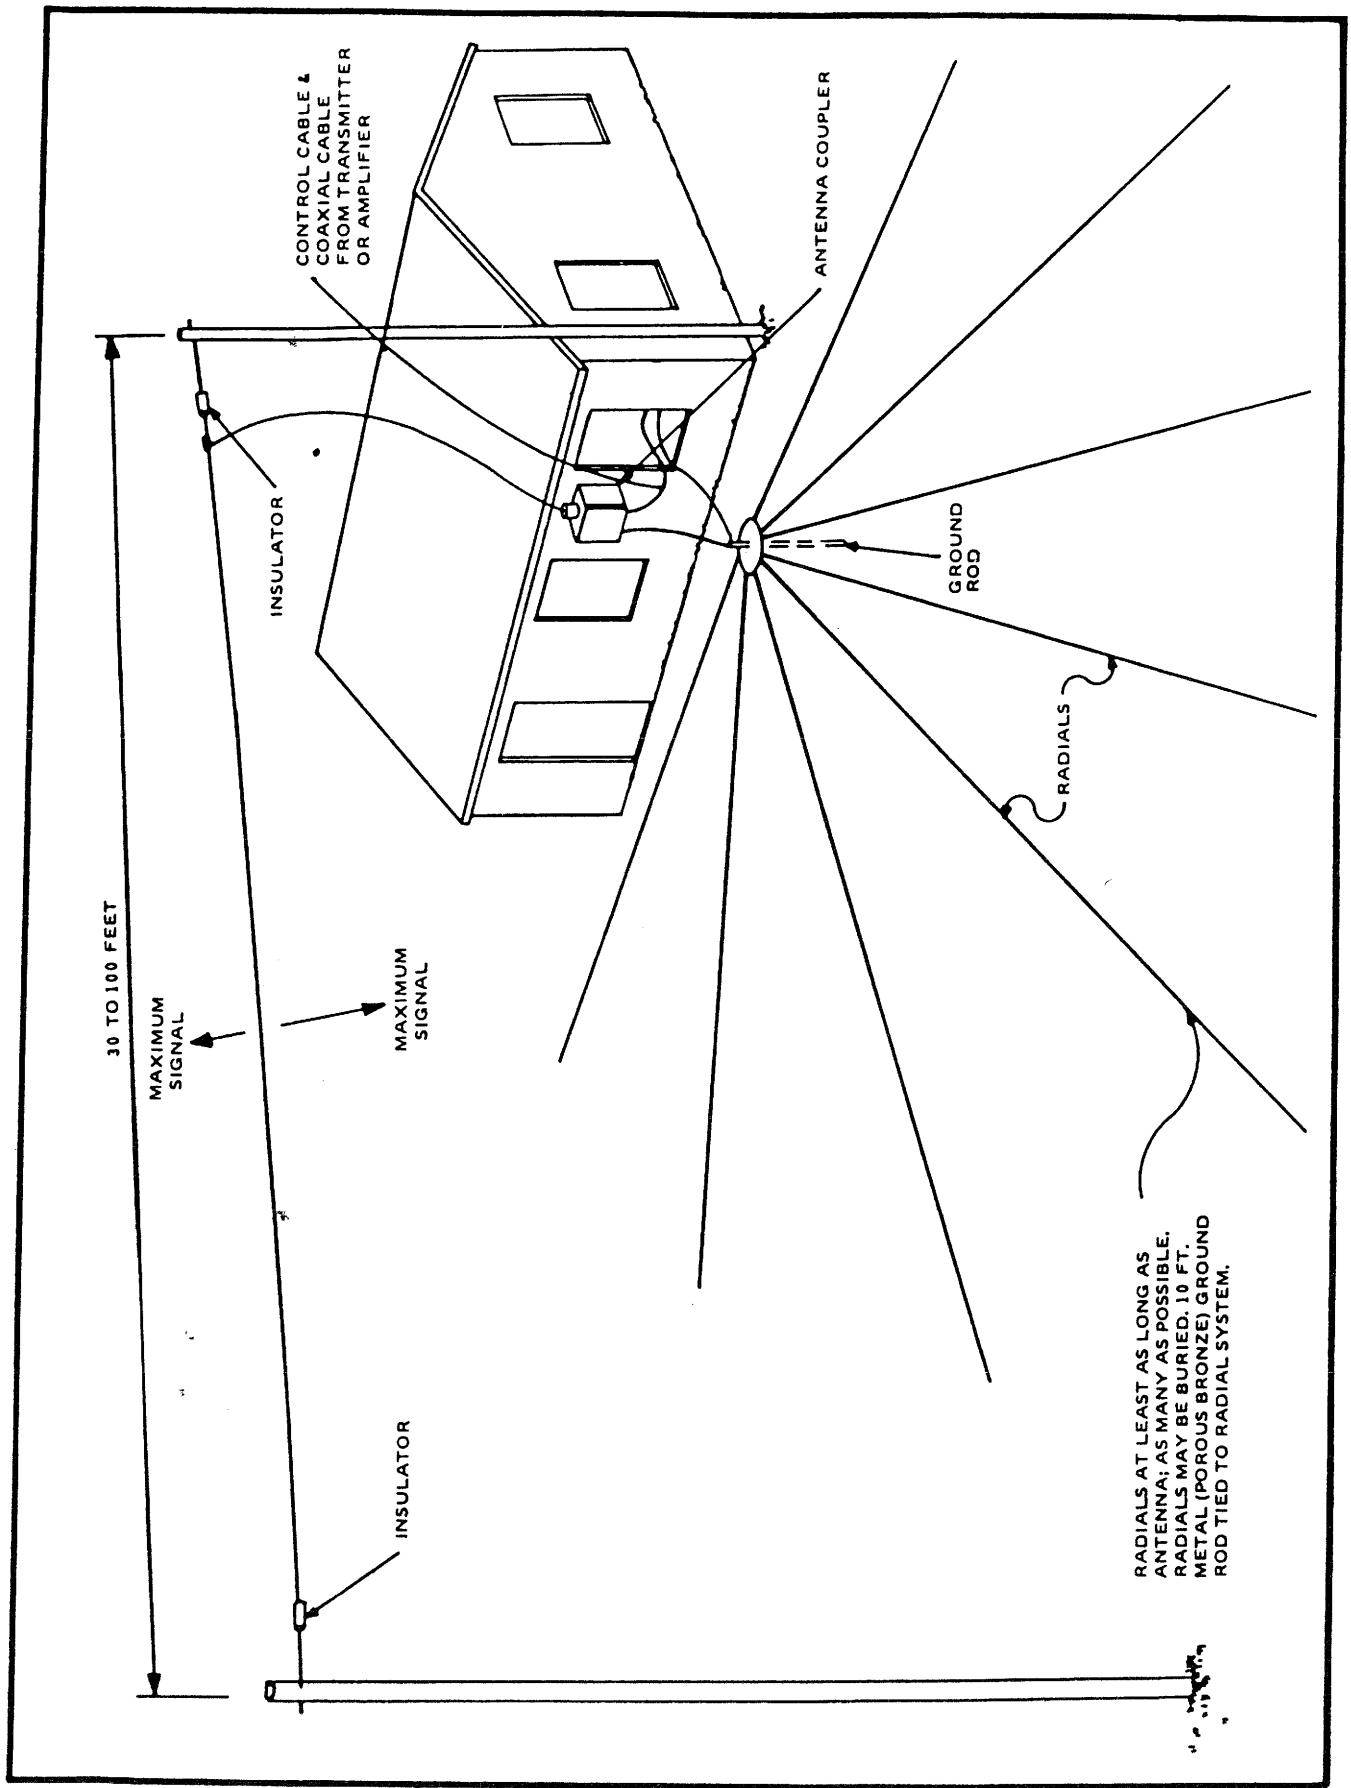 30 TO 100 FEET
MAXIMUM
SIGNAL
MAXIMUM
SIGNAL
INSULATOR
INSULATOR
CONTROL CABLE &
COAXIAL CABLE
FROM TRANSMITTER
OR AMPLIFIER
ANTENNA COUPLER
GROUND
ROD
RADIALS
RADIALS AT LEAST AS LONG AS
ANTENNA; AS MANY AS POSSIBLE.
RADIALS MAY BE BURIED. 10 FT.
METAL (POROUS BRONZE) GROUND
ROD TIED TO RADIAL SYSTEM.